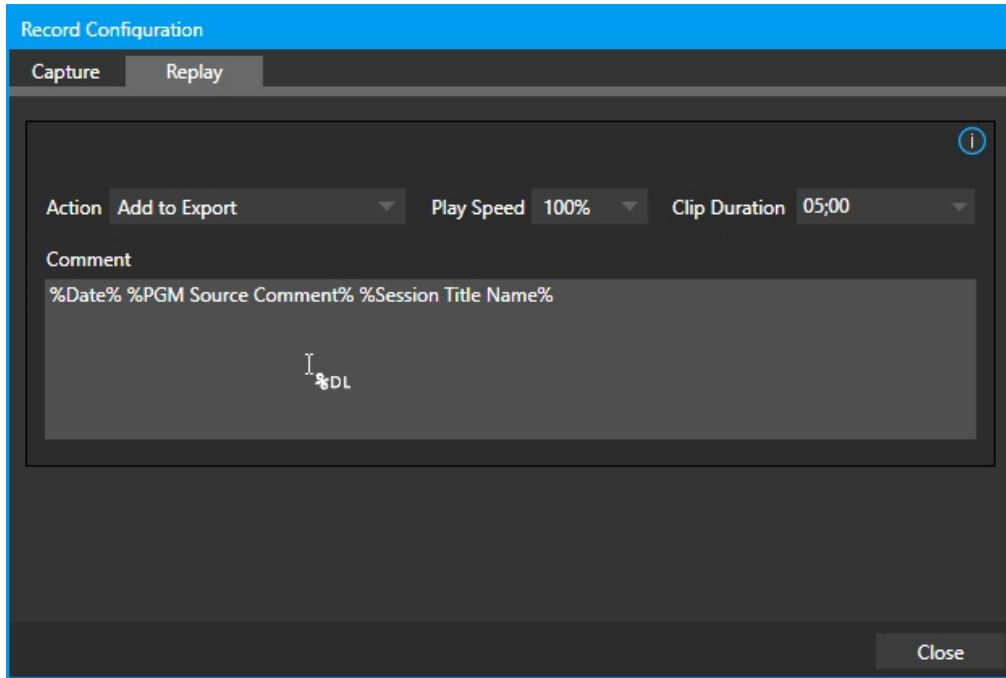 Record Configuration
Capture Replay
i
Action Add to Export Play Speed 100% Clip Duration 05;00
Comment
%Date% %PGM Source Comment% %Session Title Name%
%DL
Close